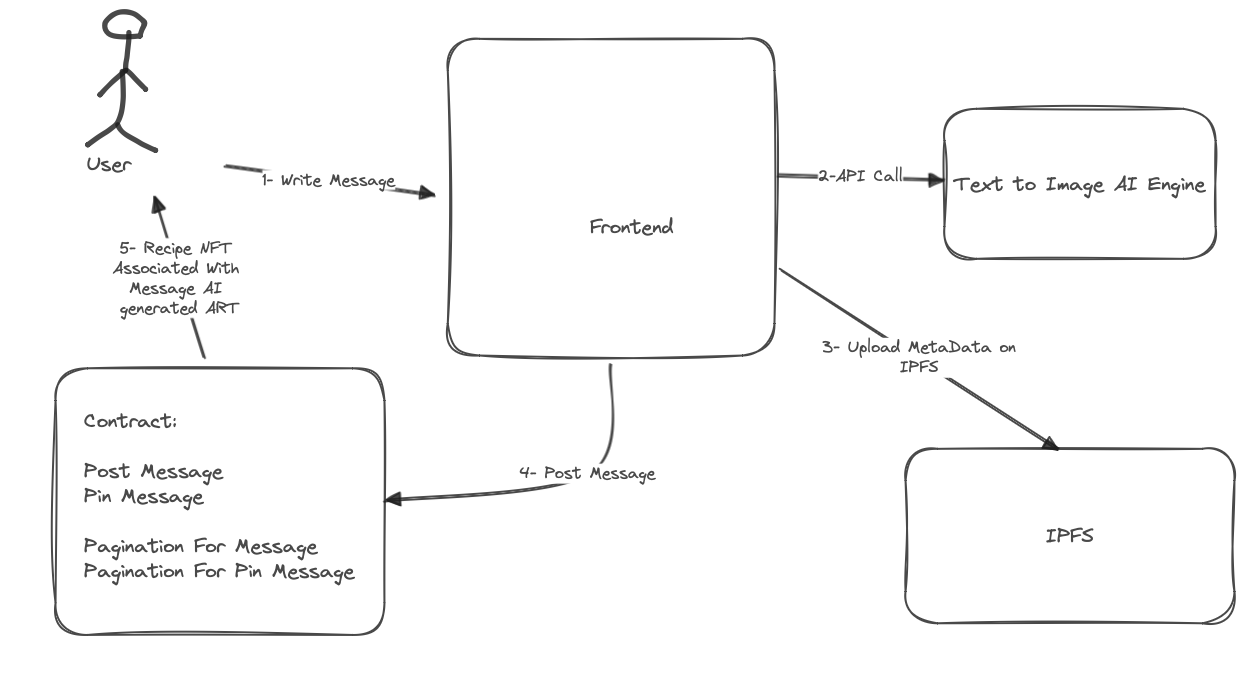 User
1- Write Message
Frontend
2-API Call
Text to Image AI Engine
3- Upload MetaData on
IPFS
IPFS
4- Post Message
5- Recipe NFT
Associated With
Message AI
generated ART
Contract:
Post Message
Pin Message
Pagination For Message
Pagination For Pin Message